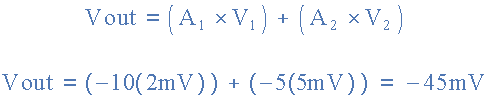 Vout = (A₁ × V₁) + (A₂ × V₂)
Vout = (−10(2mV)) + (−5(5mV)) = −45mV